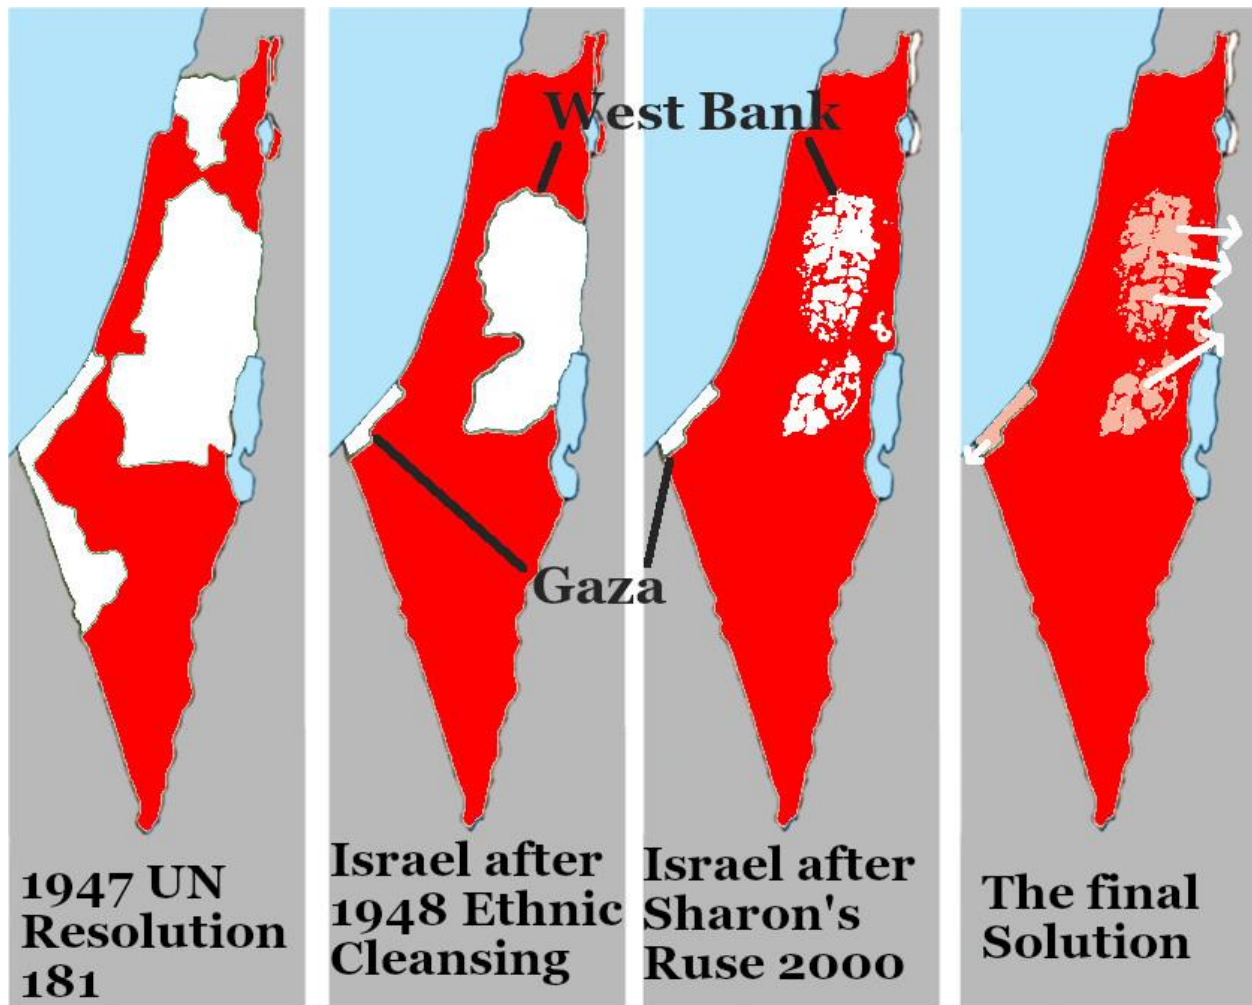 West Bank
Gaza
1947 UN
Resolution
181
Israel after
1948 Ethnic
Cleansing
Israel after
Sharon's
Ruse 2000
The final
Solution